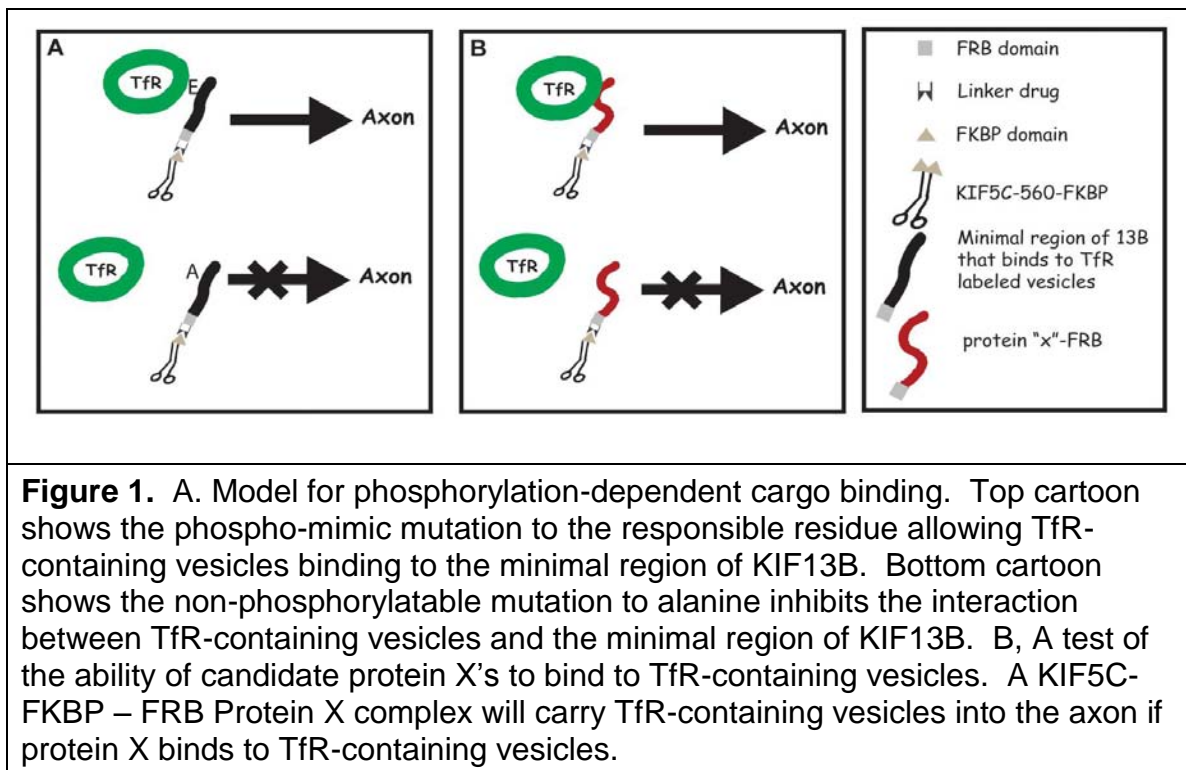 A
TfR
E
Axon
TfR
A
Axon
B
TfR
Axon
TfR
Axon
FRB domain
Linker drug
FKBP domain
KIF5C-560-FKBP
Minimal region of 13B
that binds to TfR
labeled vesicles
protein "x"-FRB
Figure 1. A. Model for phosphorylation-dependent cargo binding. Top cartoon
shows the phospho-mimic mutation to the responsible residue allowing TfR-
containing vesicles binding to the minimal region of KIF13B. Bottom cartoon
shows the non-phosphorylatable mutation to alanine inhibits the interaction
between TfR-containing vesicles and the minimal region of KIF13B. B, A test of
the ability of candidate protein X's to bind to TfR-containing vesicles. A KIF5C-
FKBP – FRB Protein X complex will carry TfR-containing vesicles into the axon if
protein X binds to TfR-containing vesicles.